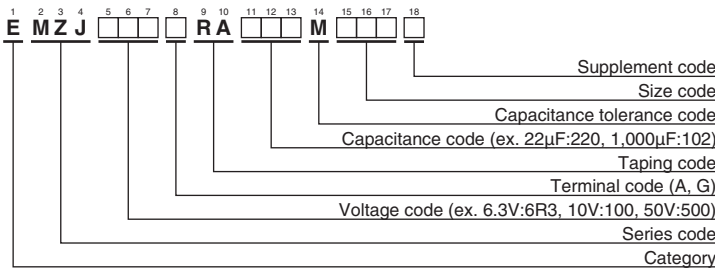 1 2 3 4 5 6 7 8 9 10 11 12 13 14 15 16 17 18
E MZJ □□□ □ RA □□□ M □□□ □
Supplement code
Size code
Capacitance tolerance code
Capacitance code (ex. 22µF:220, 1,000µF:102)
Taping code
Terminal code (A, G)
Voltage code (ex. 6.3V:6R3, 10V:100, 50V:500)
Series code
Category